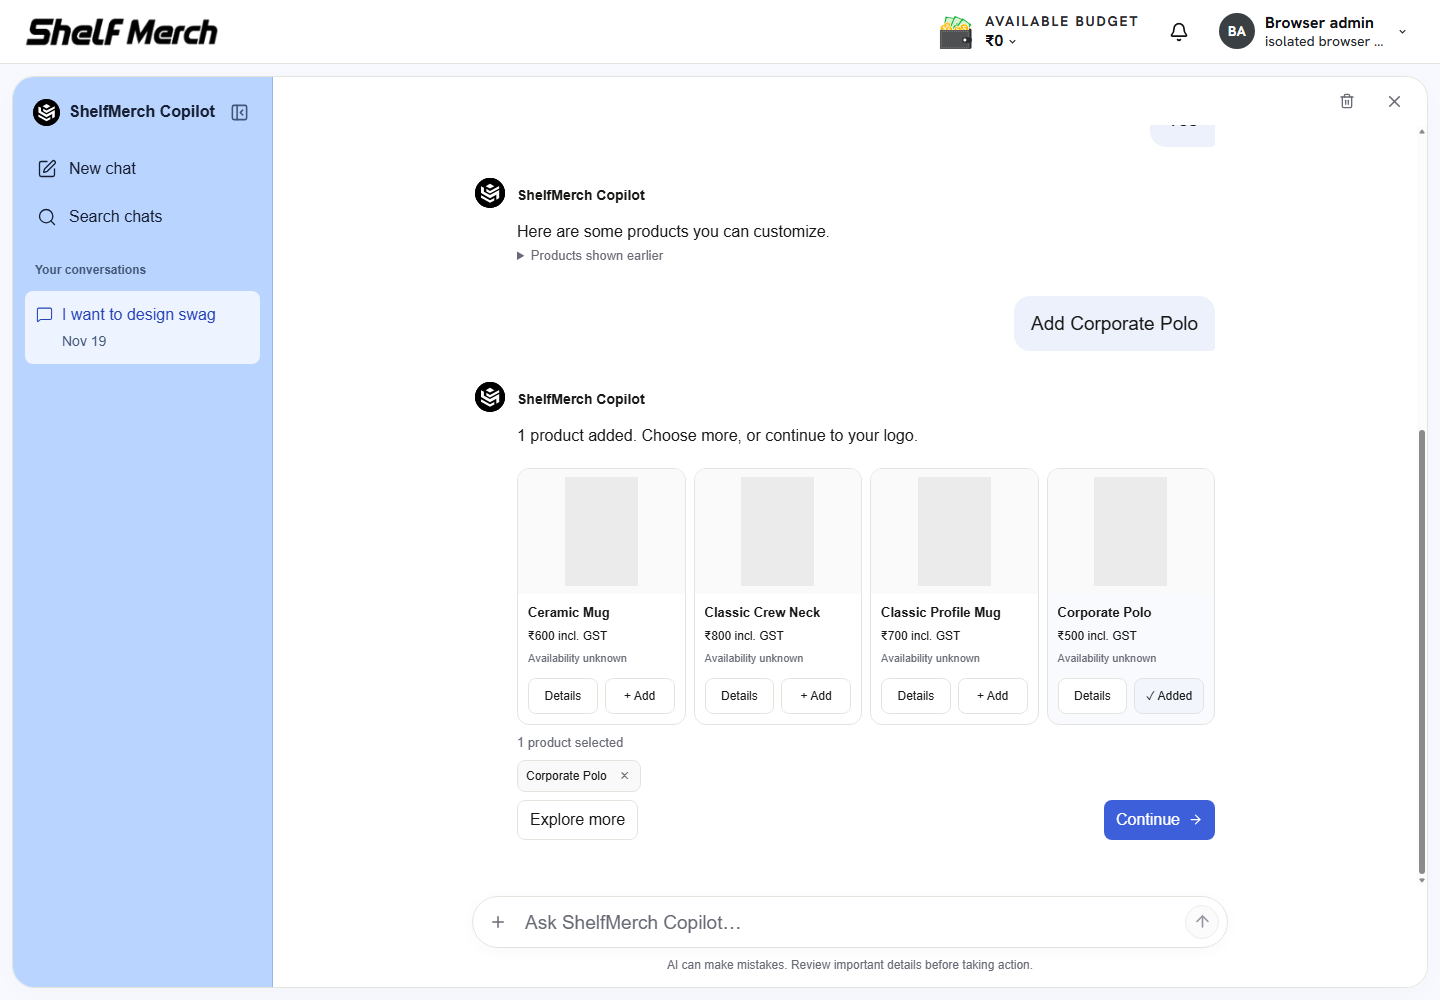 Shelf Merch
AVAILABLE BUDGET
₹0
BA
Browser admin
isolated browser ...
ShelfMerch Copilot
New chat
Search chats
Your conversations
I want to design swag
Nov 19
ShelfMerch Copilot
Here are some products you can customize.
Products shown earlier
Add Corporate Polo
ShelfMerch Copilot
1 product added. Choose more, or continue to your logo.
Ceramic Mug
₹600 incl. GST
Availability unknown
Details
+ Add
Classic Crew Neck
₹800 incl. GST
Availability unknown
Details
+ Add
Classic Profile Mug
₹700 incl. GST
Availability unknown
Details
+ Add
Corporate Polo
₹500 incl. GST
Availability unknown
Details
✓ Added
1 product selected
Corporate Polo ×
Explore more
Continue →
Ask ShelfMerch Copilot…
AI can make mistakes. Review important details before taking action.